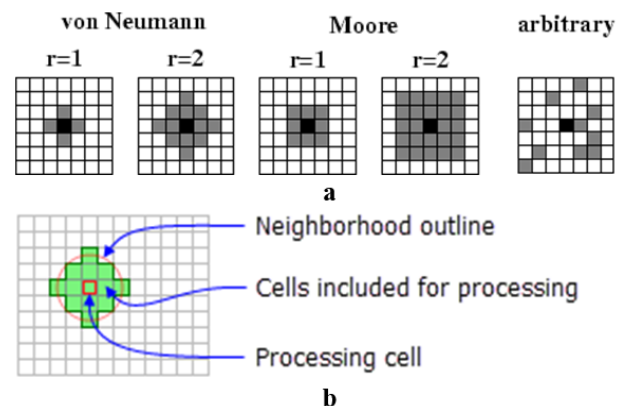 von Neumann Moore arbitrary
r=1 r=2 r=1 r=2
a
Neighborhood outline
Cells included for processing
Processing cell
b